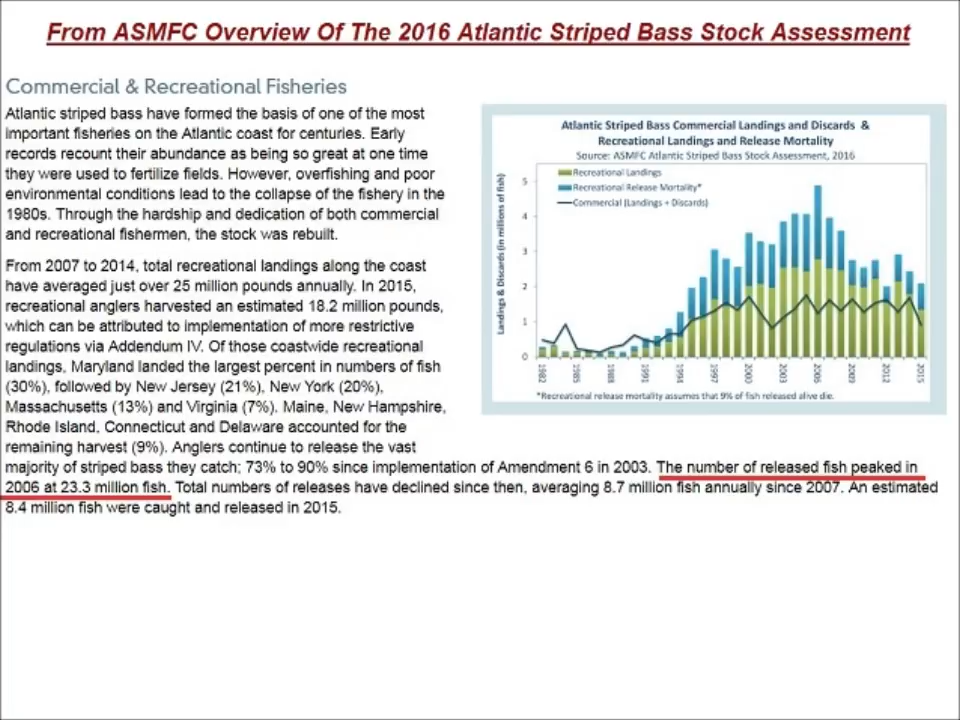 From ASMFC Overview Of The 2016 Atlantic Striped Bass Stock Assessment
Commercial & Recreational Fisheries
Atlantic striped bass have formed the basis of one of the most
important fisheries on the Atlantic coast for centuries. Early
records recount their abundance as being so great at one time
they were used to fertilize fields. However, overfishing and poor
environmental conditions lead to the collapse of the fishery in the
1980s. Through the hardship and dedication of both commercial
and recreational fishermen, the stock was rebuilt.
From 2007 to 2014, total recreational landings along the coast
have averaged just over 25 million pounds annually. In 2015,
recreational anglers harvested an estimated 18.2 million pounds,
which can be attributed to implementation of more restrictive
regulations via Addendum IV. Of those coastwide recreational
landings, Maryland landed the largest percent in numbers of fish
(30%), followed by New Jersey (21%), New York (20%),
Massachusetts (13%) and Virginia (7%). Maine, New Hampshire,
Rhode Island, Connecticut and Delaware accounted for the
remaining harvest (9%). Anglers continue to release the vast
majority of striped bass they catch; 73% to 90% since implementation of Amendment 6 in 2003. The number of released fish peaked in
2006 at 23.3 million fish. Total numbers of releases have declined since then, averaging 8.7 million fish annually since 2007. An estimated
8.4 million fish were caught and released in 2015.
Atlantic Striped Bass Commercial Landings and Discards &
Recreational Landings and Release Mortality
Source: ASMFC Atlantic Striped Bass Stock Assessment, 2016
Recreational Landings
Recreational Release Mortality*
Commercial (Landings + Discards)
Landings & Discards (in millions of fish)
5
4
3
2
1
0
1982
1985
1988
1991
1994
1997
2000
2003
2006
2009
2012
2015
*Recreational release mortality assumes that 9% of fish released alive die.